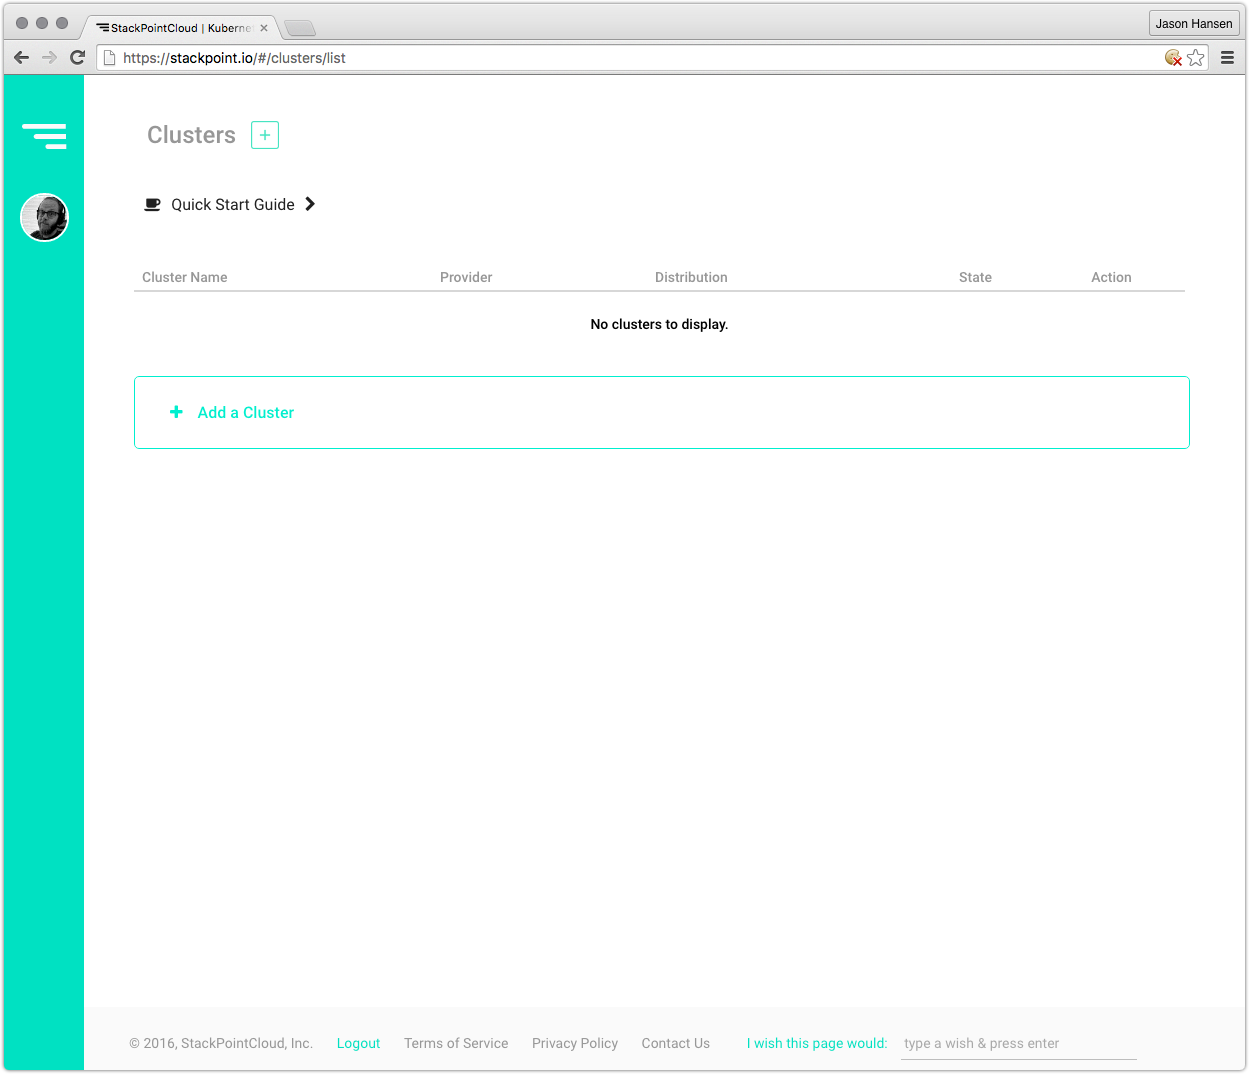 StackPointCloud | Kuberne
Jason Hansen
https://stackpoint.io/#/clusters/list
Clusters
Quick Start Guide
Cluster Name Provider Distribution State Action
No clusters to display.
Add a Cluster
© 2016, StackPointCloud, Inc. Logout Terms of Service Privacy Policy Contact Us I wish this page would: type a wish & press enter